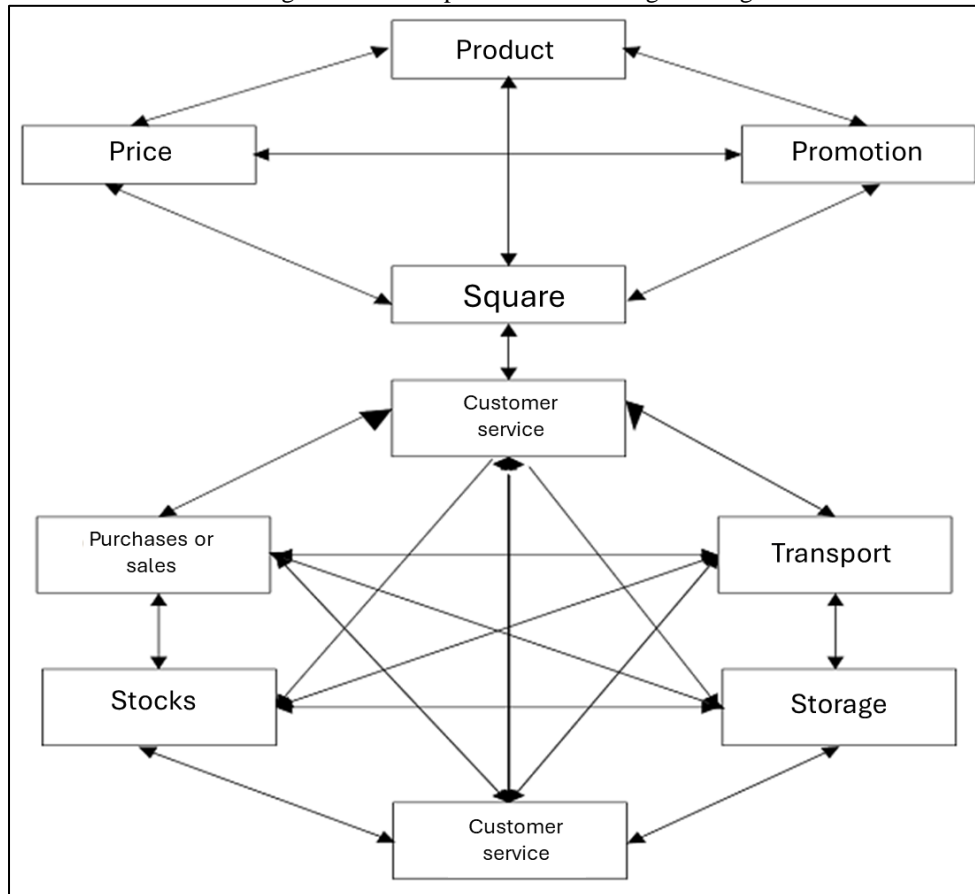 Product
Price
Promotion
Square
Customer
service
Purchases or
sales
Transport
Stocks
Storage
Customer
service